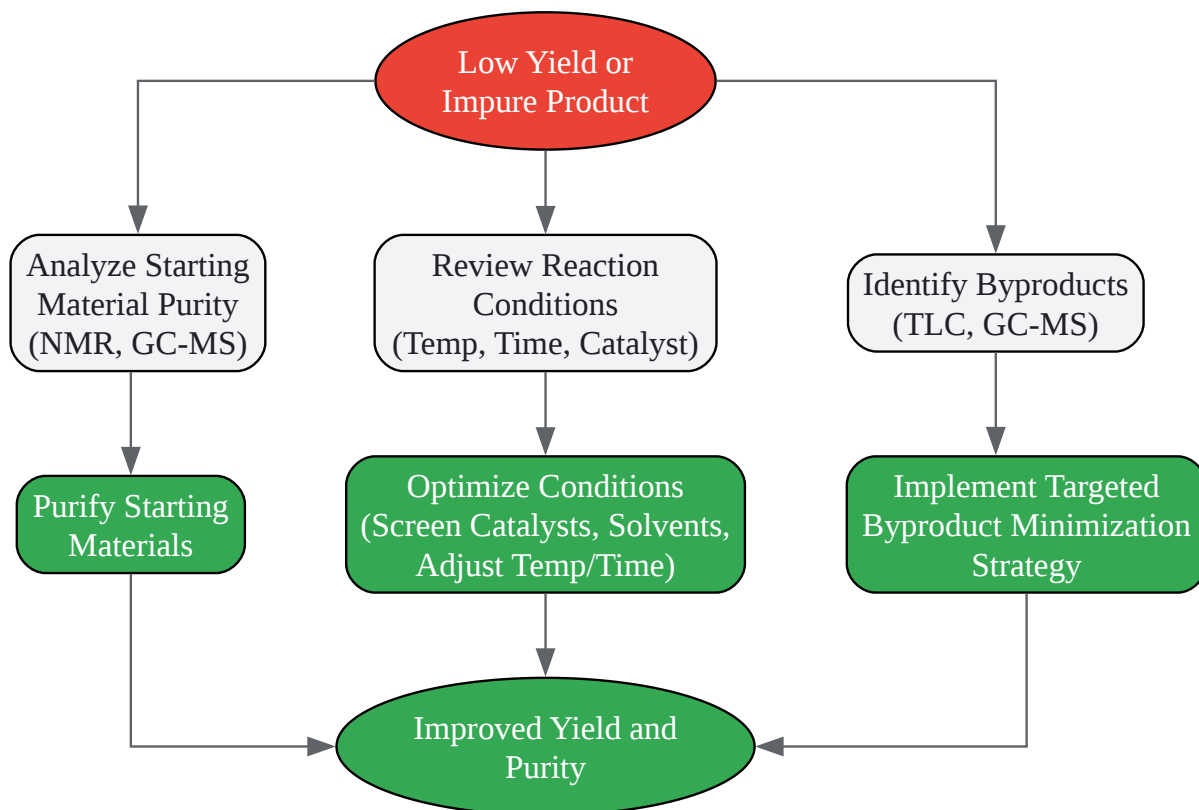 Low Yield or
Impure Product
Analyze Starting
Material Purity
(NMR, GC-MS)
Review Reaction
Conditions
(Temp, Time, Catalyst)
Identify Byproducts
(TLC, GC-MS)
Purify Starting
Materials
Optimize Conditions
(Screen Catalysts, Solvents,
Adjust Temp/Time)
Implement Targeted
Byproduct Minimization
Strategy
Improved Yield and
Purity